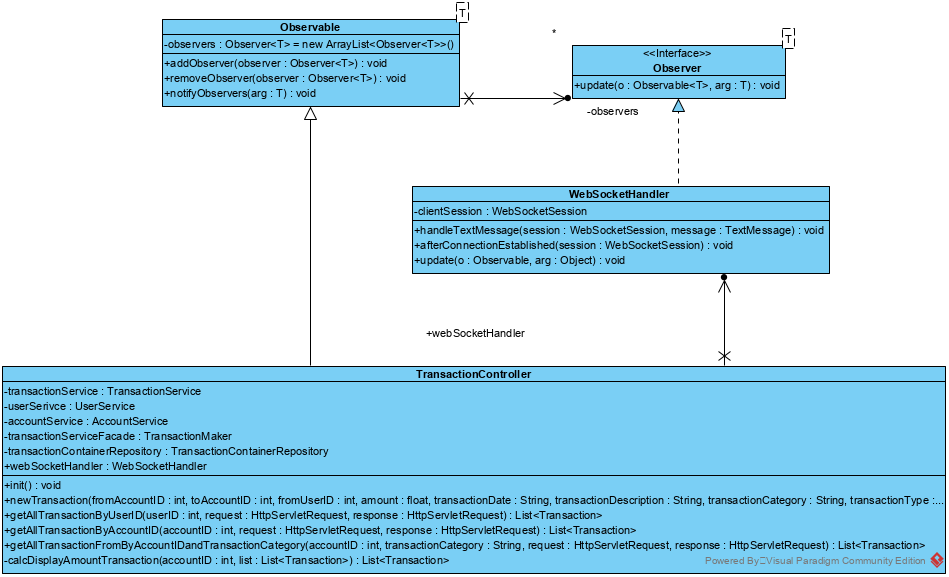 T
Observable
-observers : Observer<T> = new ArrayList<Observer<T>>()
+addObserver(observer : Observer<T>) : void
+removeObserver(observer : Observer<T>) : void
+notifyObservers(arg : T) : void
*
T
<<Interface>>
Observer
+update(o : Observable<T>, arg : T) : void
-observers
WebSocketHandler
-clientSession : WebSocketSession
+handleTextMessage(session : WebSocketSession, message : TextMessage) : void
+afterConnectionEstablished(session : WebSocketSession) : void
+update(o : Observable, arg : Object) : void
+webSocketHandler
TransactionController
-transactionService : TransactionService
-userSerivce : UserService
-accountService : AccountService
-transactionServiceFacade : TransactionMaker
-transactionContainerRepository : TransactionContainerRepository
+webSocketHandler : WebSocketHandler
+init() : void
+newTransaction(fromAccountID : int, toAccountID : int, fromUserID : int, amount : float, transactionDate : String, transactionDescription : String, transactionCategory : String, transactionType :...
+getAllTransactionByUserID(userID : int, request : HttpServletRequest, response : HttpServletRequest) : List<Transaction>
+getAllTransactionByAccountID(accountID : int, request : HttpServletRequest, response : HttpServletRequest) : List<Transaction>
+getAllTransactionFromByAccountIDandTransactionCategory(accountID : int, transactionCategory : String, request : HttpServletRequest, response : HttpServletRequest) : List<Transaction>
-calcDisplayAmountTransaction(accountID : int, list : List<Transaction>) : List<Transaction>
Powered By Visual Paradigm Community Edition